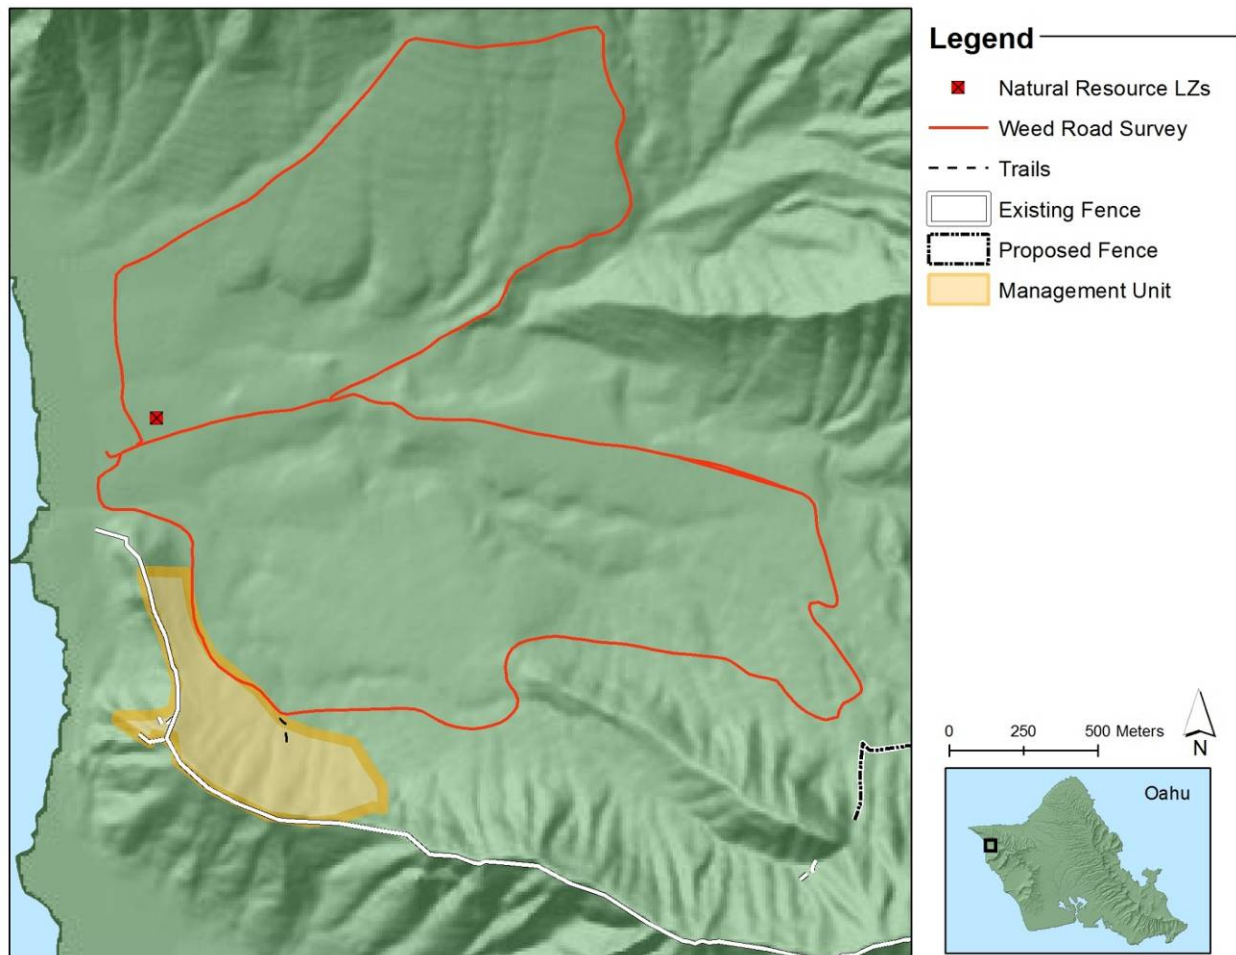 Legend
Natural Resource LZs
Weed Road Survey
Trails
Existing Fence
Proposed Fence
Management Unit
0 250 500 Meters
N
Oahu